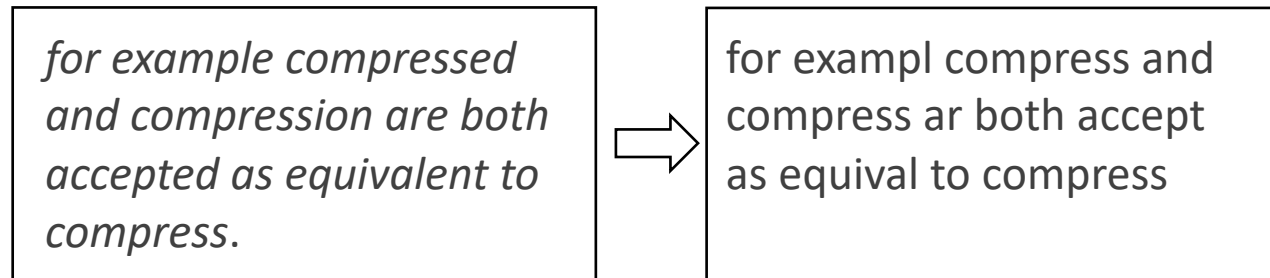 for example compressed
and compression are both
accepted as equivalent to
compress.
for exampl compress and
compress ar both accept
as equival to compress